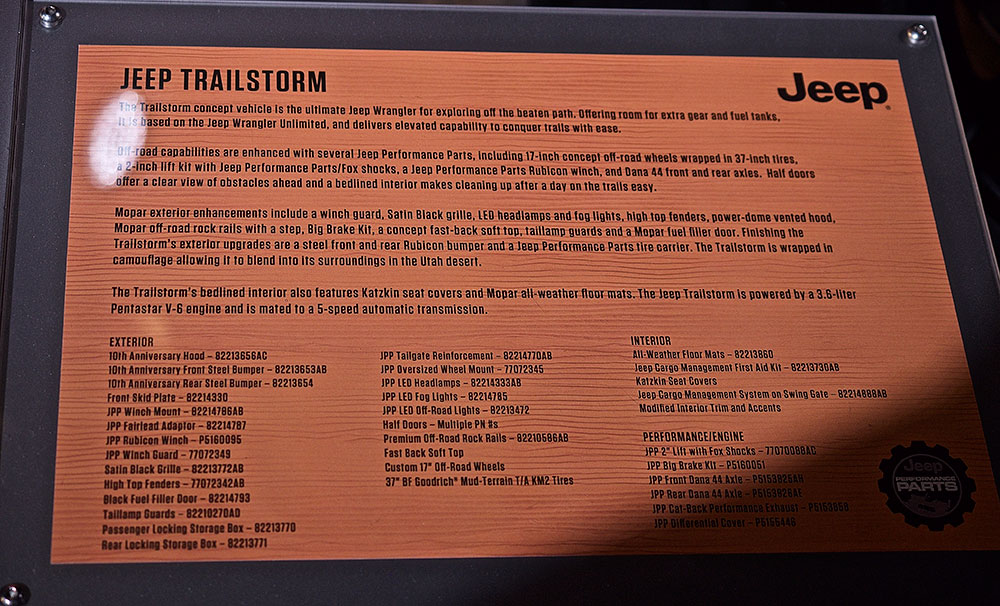 JEEP TRAILSTORM
Jeep
The Trailstorm concept vehicle is the ultimate Jeep Wrangler for exploring off the beaten path. Offering room for extra gear and fuel tanks,
it is based on the Jeep Wrangler Unlimited, and delivers elevated capability to conquer trails with ease.
Off-road capabilities are enhanced with several Jeep Performance Parts, including 17-inch concept off-road wheels wrapped in 37-inch tires,
a 2-inch lift kit with Jeep Performance Parts/Fox shocks, a Jeep Performance Parts Rubicon winch, and Dana 44 front and rear axles. Half doors
offer a clear view of obstacles ahead and a bedlined interior makes cleaning up after a day on the trails easy.
Mopar exterior enhancements include a winch guard, Satin Black grille, LED headlamps and fog lights, high top fenders, power-dome vented hood,
Mopar off-road rock rails with a step, Big Brake Kit, a concept fast-back soft top, taillamp guards and a Mopar fuel filler door. Finishing the
Trailstorm's exterior upgrades are a steel front and rear Rubicon bumper and a Jeep Performance Parts tire carrier. The Trailstorm is wrapped in
camouflage allowing it to blend into its surroundings in the Utah desert.
The Trailstorm's bedlined interior also features Katzkin seat covers and Mopar all-weather floor mats. The Jeep Trailstorm is powered by a 3.6-liter
Pentastar V-6 engine and is mated to a 5-speed automatic transmission.
EXTERIOR
10th Anniversary Hood – 82213656AC
10th Anniversary Front Steel Bumper – 82213653AB
10th Anniversary Rear Steel Bumper – 82213654
Front Skid Plate – 82214330
JPP Winch Mount – 82214786AB
JPP Fairlead Adaptor – 82214787
JPP Rubicon Winch – P5160095
JPP Winch Guard – 77072349
Satin Black Grille – 82213772AB
High Top Fenders – 77072342AB
Black Fuel Filler Door – 82214793
Taillamp Guards – 82210270AD
Passenger Locking Storage Box – 82213770
Rear Locking Storage Box – 82213771
JPP Tailgate Reinforcement – 82214770AB
JPP Oversized Wheel Mount – 77072345
JPP LED Headlamps – 82214333AB
JPP LED Fog Lights – 82214785
JPP LED Off-Road Lights – 82213472
Half Doors – Multiple PN #s
Premium Off-Road Rock Rails – 82210586AB
Fast Back Soft Top
Custom 17" Off-Road Wheels
37" BF Goodrich® Mud-Terrain T/A KM2 Tires
INTERIOR
All-Weather Floor Mats – 82213860
Jeep Cargo Management First Aid Kit – 82213730AB
Katzkin Seat Covers
Jeep Cargo Management System on Swing Gate – 82214888AB
Modified Interior Trim and Accents
PERFORMANCE/ENGINE
JPP 2" Lift with Fox Shocks – 77070088AC
JPP Big Brake Kit – P5160051
JPP Front Dana 44 Axle –
JPP Rear Dana 44 Axle –
JPP Cat-Back Performance Exhaust –
JPP Differential Cover –
Jeep
PERFORMANCE
PARTS